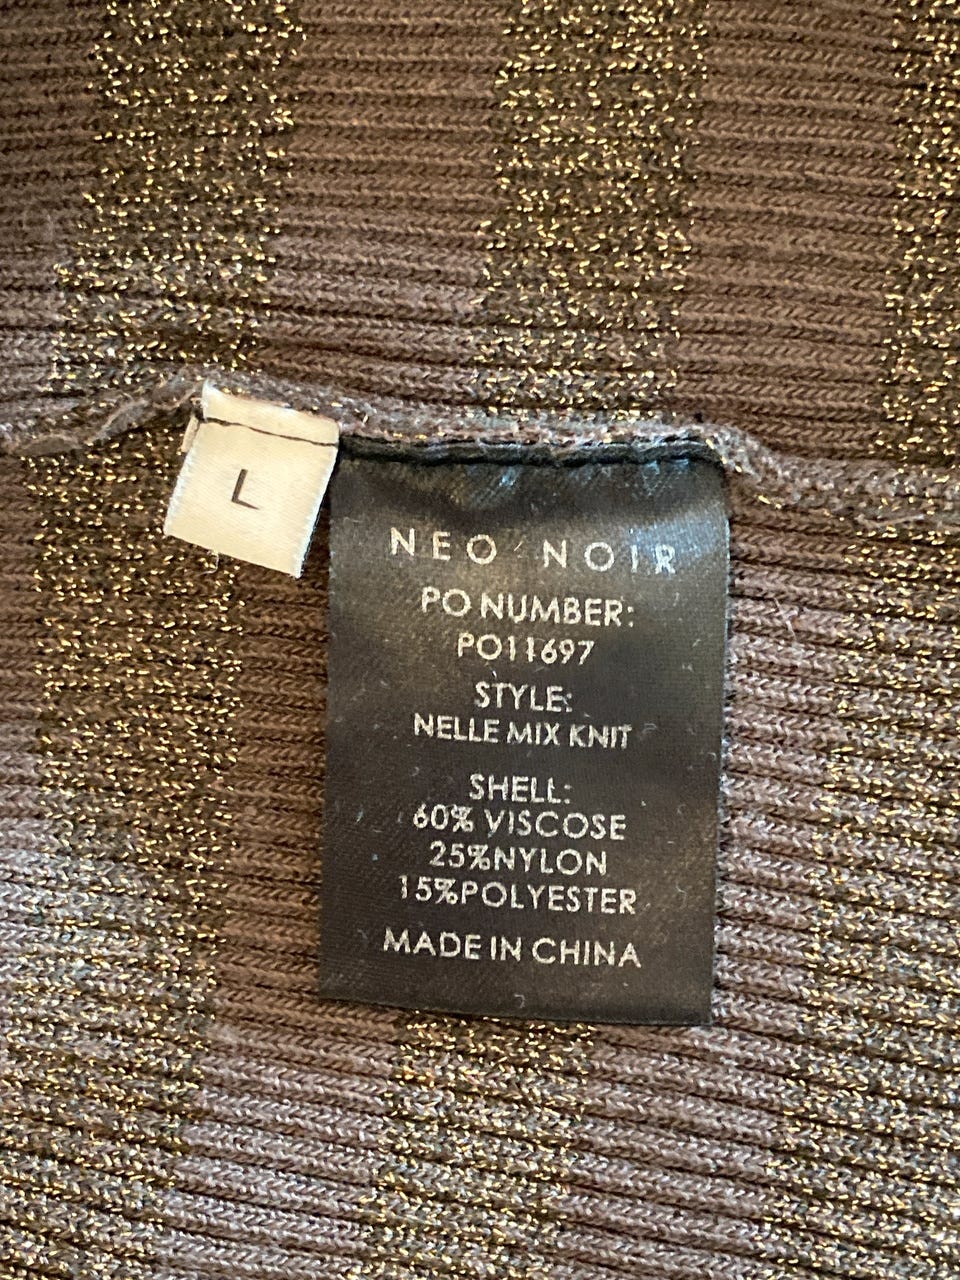 L
NEO NOIR
PO NUMBER:
PO11697
STYLE:
NELLE MIX KNIT
SHELL:
60% VISCOSE
25%NYLON
15%POLYESTER
MADE IN CHINA